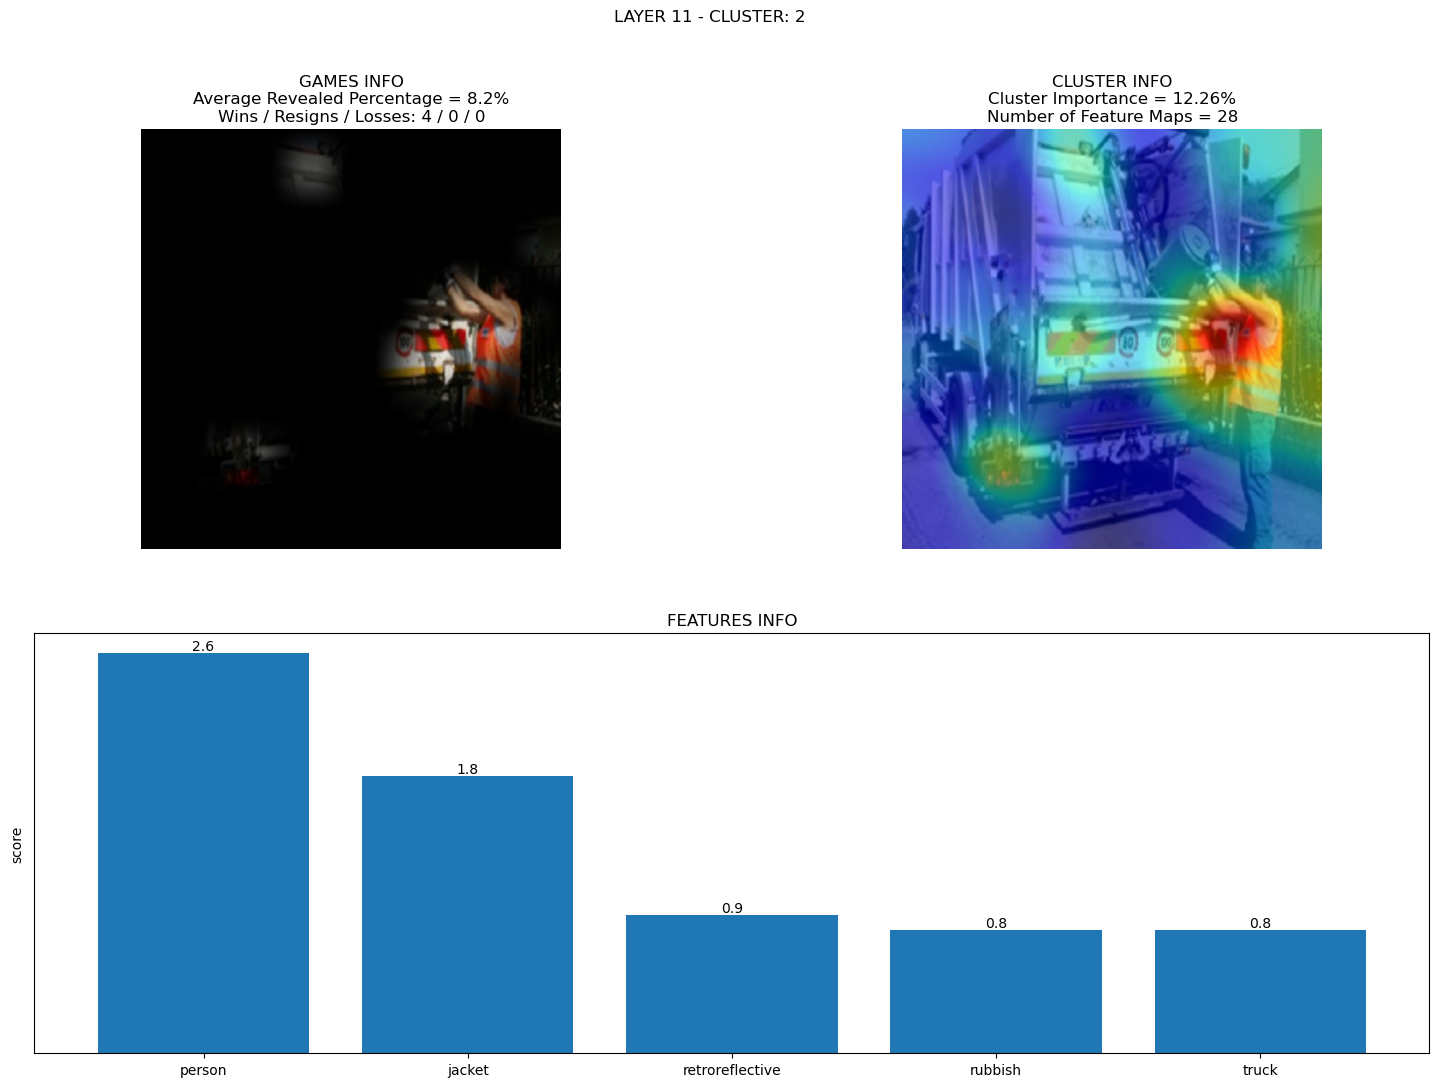 LAYER 11 - CLUSTER: 2
GAMES INFO
Average Revealed Percentage = 8.2%
Wins / Resigns / Losses: 4 / 0 / 0
CLUSTER INFO
Cluster Importance = 12.26%
Number of Feature Maps = 28
FEATURES INFO
score
2.6
1.8
0.9
0.8
0.8
person
jacket
retroreflective
rubbish
truck